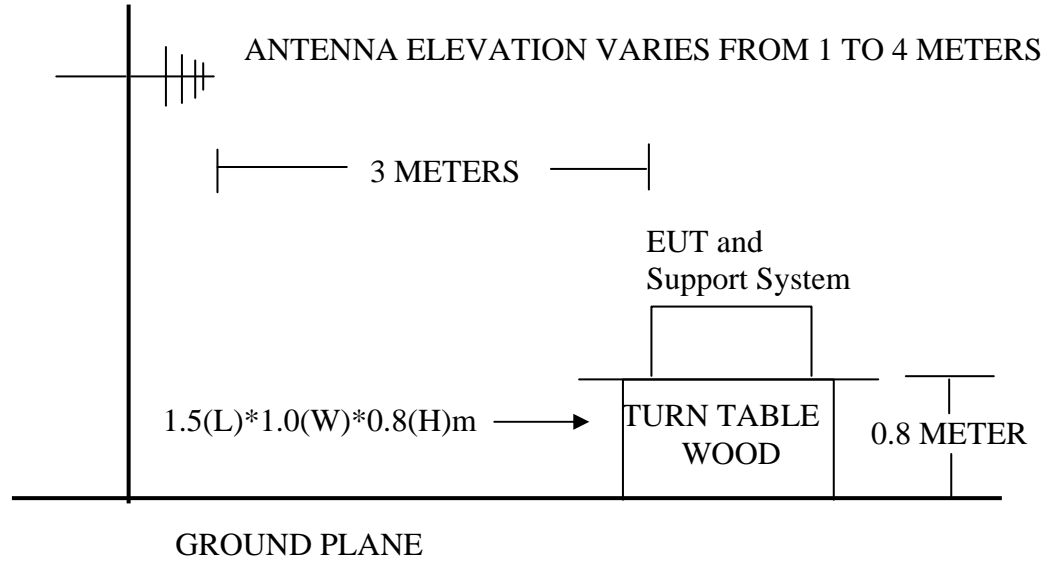 ANTENNA ELEVATION VARIES FROM 1 TO 4 METERS
3 METERS
EUT and
Support System
1.5(L)*1.0(W)*0.8(H)m
TURN TABLE
WOOD
0.8 METER
GROUND PLANE